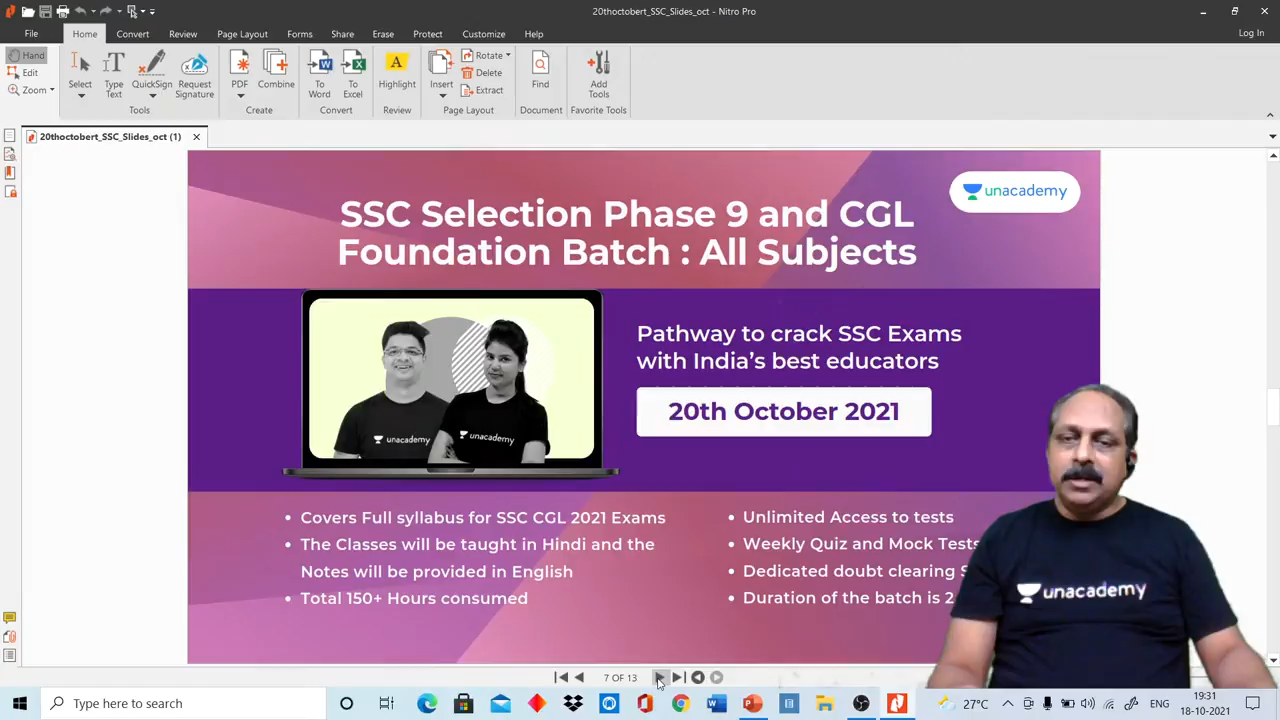 20thoctobert_SSC_Slides_oct - Nitro Pro
File Home Convert Review Page Layout Forms Share Erase Protect Customize Help Log In
Hand
Edit
Zoom
Select
Type Text
QuickSign
Request Signature
Tools
PDF
Combine
Create
To Word
To Excel
Convert
Highlight
Review
Insert
Rotate
Delete
Extract
Page Layout
Find
Document
Add Tools
Favorite Tools
20thoctobert_SSC_Slides_oct (1)
unacademy
SSC Selection Phase 9 and CGL
Foundation Batch : All Subjects
Pathway to crack SSC Exams
with India's best educators
20th October 2021
unacademy
unacademy
• Covers Full syllabus for SSC CGL 2021 Exams
• The Classes will be taught in Hindi and the
Notes will be provided in English
• Total 150+ Hours consumed
• Unlimited Access to tests
• Weekly Quiz and Mock Tests
• Dedicated doubt clearing
• Duration of the batch is 2
unacademy
7 OF 13
Type here to search
27°C
ENG
19:31
18-10-2021